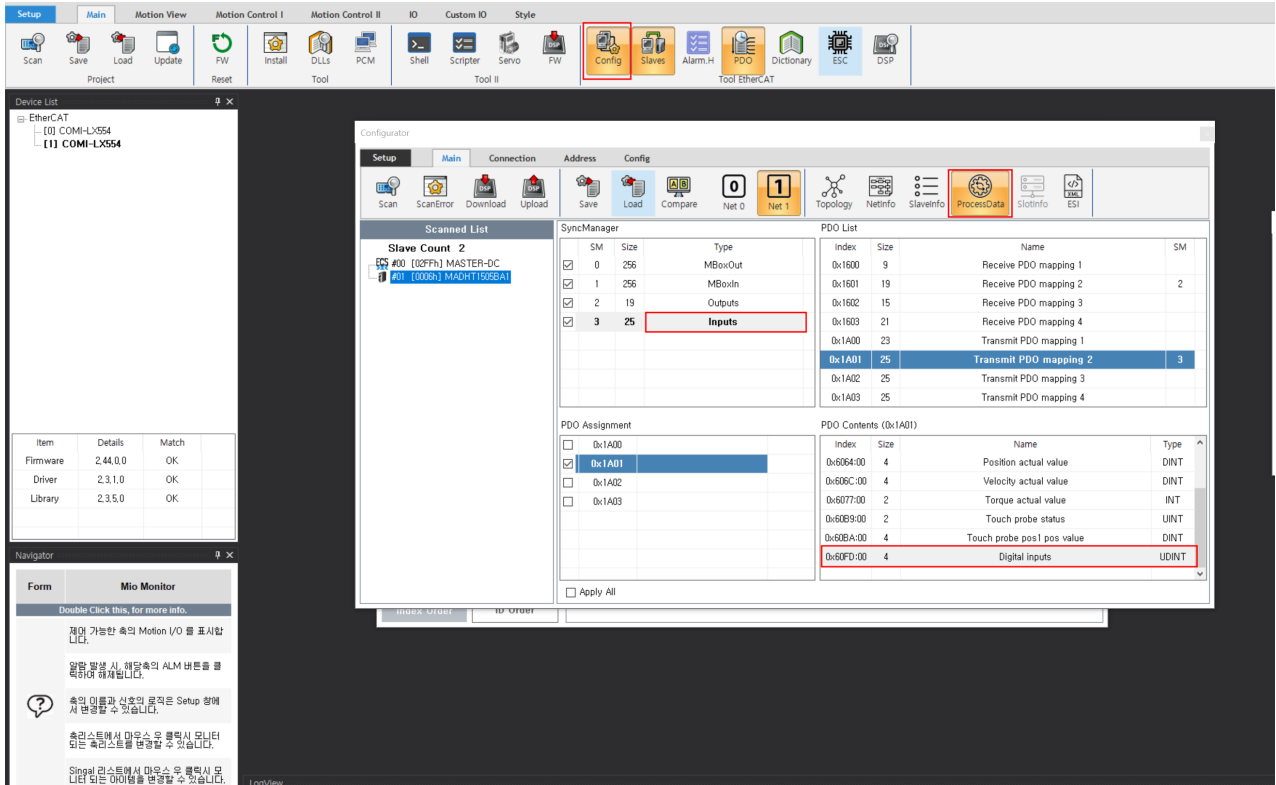 Setup Main Motion View Motion Control I Motion Control II IO Custom IO Style
Scan Save Load Update FW Install DLLs PCM Shell Scripter Servo FW Config Slaves Alarm.H PDO Dictionary ESC DSP
Project Reset Tool Tool II Tool EtherCAT
Device List
EtherCAT
[0] COMI-LX554
[1] COMI-LX554
Item Details Match
Firmware 2,44,0,0 OK
Driver 2,3,1,0 OK
Library 2,3,5,0 OK
Navigator
Form Mio Monitor
Double Click this, for more info.
제어 가능한 축의 Motion I/O 를 표시합
니다.
알람 발생 시, 해당축의 ALM 버튼을 클
릭하여 해제됩니다.
축의 이름과 신호의 로직은 Setup 창에
서 변경할 수 있습니다.
축리스트에서 마우스 우 클릭시 모니터
되는 축리스트를 변경할 수 있습니다.
Singal 리스트에서 마우스 우 클릭시 모
니터 되는 아이템을 변경할 수 있습니다.
Configurator
Setup Main Connection Address Config
Scan ScanError Download Upload Save Load Compare Net 0 Net 1 Topology NetInfo SlaveInfo ProcessData SlotInfo ESI
Scanned List
Slave Count 2
#00 [02FFh] MASTER-DC
#01 [0006h] MADHT1505BA1
SyncManager
SM Size Type
0 256 MBoxOut
1 256 MBoxIn
2 19 Outputs
3 25 Inputs
PDO List
Index Size Name SM
0x1600 9 Receive PDO mapping 1
0x1601 19 Receive PDO mapping 2 2
0x1602 15 Receive PDO mapping 3
0x1603 21 Receive PDO mapping 4
0x1A00 23 Transmit PDO mapping 1
0x1A01 25 Transmit PDO mapping 2 3
0x1A02 25 Transmit PDO mapping 3
0x1A03 25 Transmit PDO mapping 4
PDO Assignment
0x1A00
0x1A01
0x1A02
0x1A03
Apply All
PDO Contents (0x1A01)
Index Size Name Type
0x6064:00 4 Position actual value DINT
0x606C:00 4 Velocity actual value DINT
0x6077:00 2 Torque actual value INT
0x60B9:00 2 Touch probe status UINT
0x60BA:00 4 Touch probe pos1 pos value DINT
0x60FD:00 4 Digital inputs UDINT
Index Order ID Order
LogView